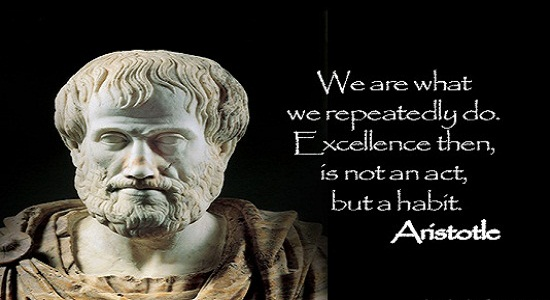 We are what
we repeatedly do.
Excellence then,
is not an act,
but a habit.
Aristotle